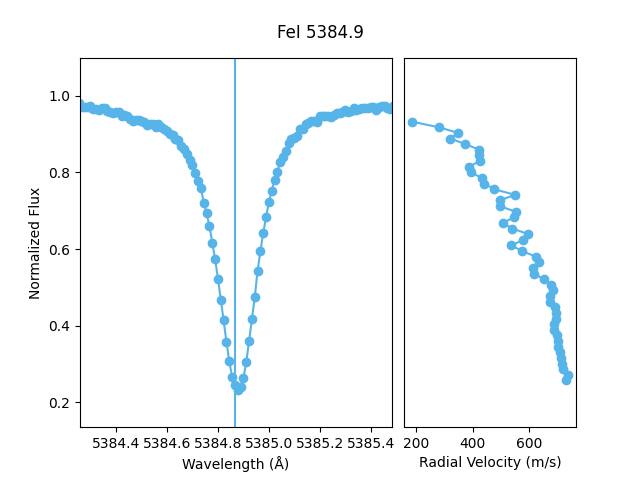 FeI 5384.9
Normalized Flux
1.0
0.8
0.6
0.4
0.2
5384.4 5384.6 5384.8 5385.0 5385.2 5385.4
Wavelength (Å)
200 400 600
Radial Velocity (m/s)